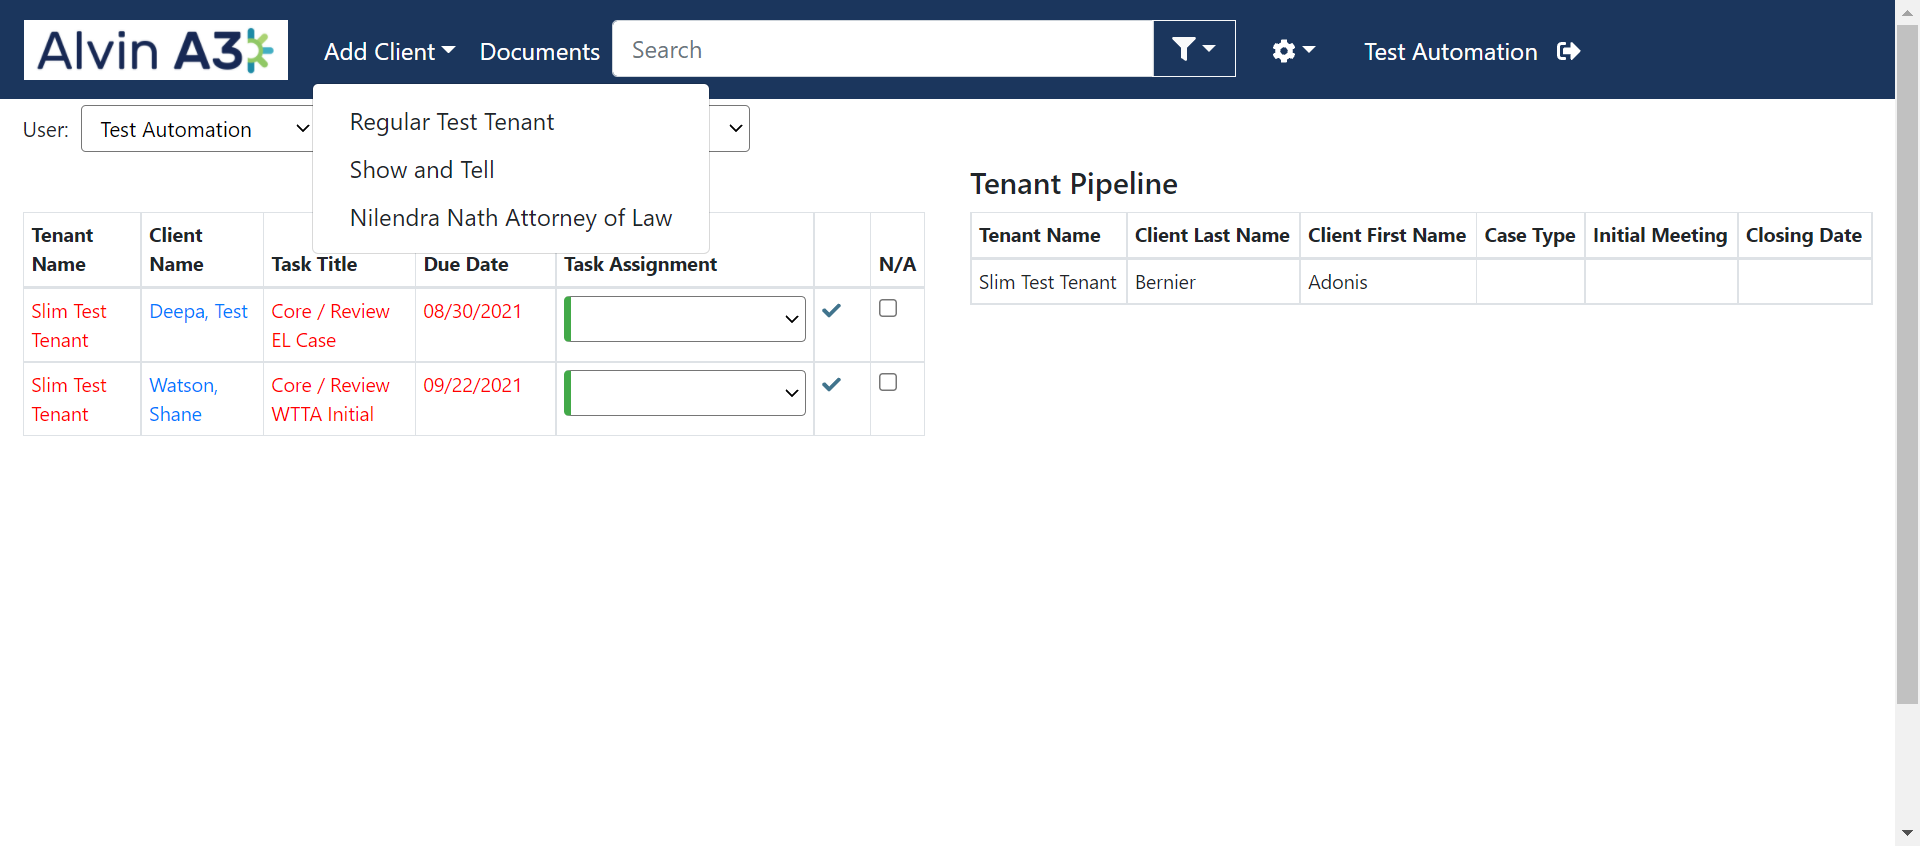 Alvin A3
Add Client
Documents
Search
Test Automation
User:
Test Automation
Regular Test Tenant
Show and Tell
Nilendra Nath Attorney of Law
Tenant Name
Client Name
Task Title
Due Date
Task Assignment
N/A
Slim Test Tenant
Deepa, Test
Core / Review EL Case
08/30/2021
Slim Test Tenant
Watson, Shane
Core / Review WTTA Initial
09/22/2021
Tenant Pipeline
Tenant Name
Client Last Name
Client First Name
Case Type
Initial Meeting
Closing Date
Slim Test Tenant
Bernier
Adonis